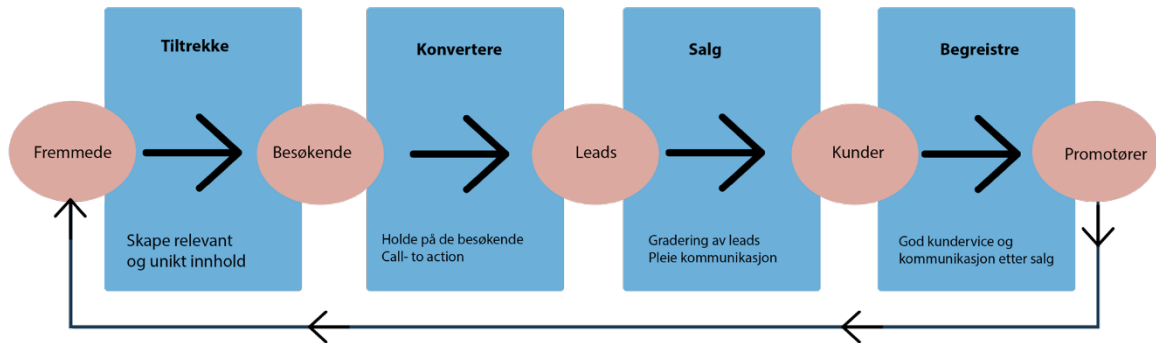 Tiltrekke
Konvertere
Salg
Begreistre
Fremmede
Besøkende
Leads
Kunder
Promotører
Skape relevant
og unikt innhold
Holde på de besøkende
Call- to action
Gradering av leads
Pleie kommunikasjon
God kundervice og
kommunikasjon etter salg